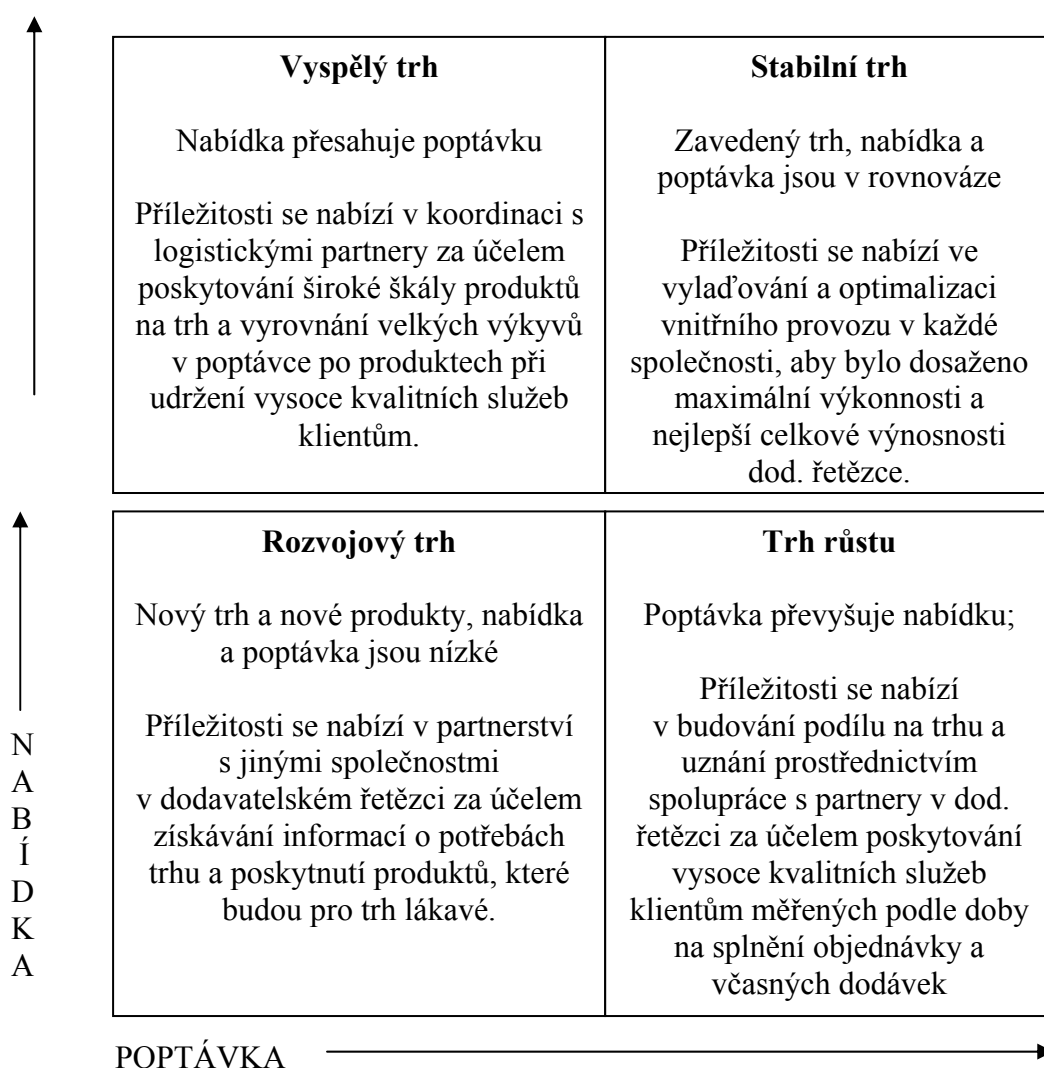 Vyspělý trh
Nabídka přesahuje poptávku
Příležitosti se nabízí v koordinaci s
logistickými partnery za účelem
poskytování široké škály produktů
na trh a vyrovnání velkých výkyvů
v poptávce po produktech při
udržení vysoce kvalitních služeb
klientům.
Stabilní trh
Zavedený trh, nabídka a
poptávka jsou v rovnováze
Příležitosti se nabízí ve
vylaďování a optimalizaci
vnitřního provozu v každé
společnosti, aby bylo dosaženo
maximální výkonnosti a
nejlepší celkové výnosnosti
dod. řetězce.
Rozvojový trh
Nový trh a nové produkty, nabídka
a poptávka jsou nízké
Příležitosti se nabízí v partnerství
s jinými společnostmi
v dodavatelském řetězci za účelem
získávání informací o potřebách
trhu a poskytnutí produktů, které
budou pro trh lákavé.
Trh růstu
Poptávka převyšuje nabídku;
Příležitosti se nabízí
v budování podílu na trhu a
uznání prostřednictvím
spolupráce s partnery v dod.
řetězci za účelem poskytování
vysoce kvalitních služeb
klientům měřených podle doby
na splnění objednávky a
včasných dodávek
N
A
B
Í
D
K
A
POPTÁVKA